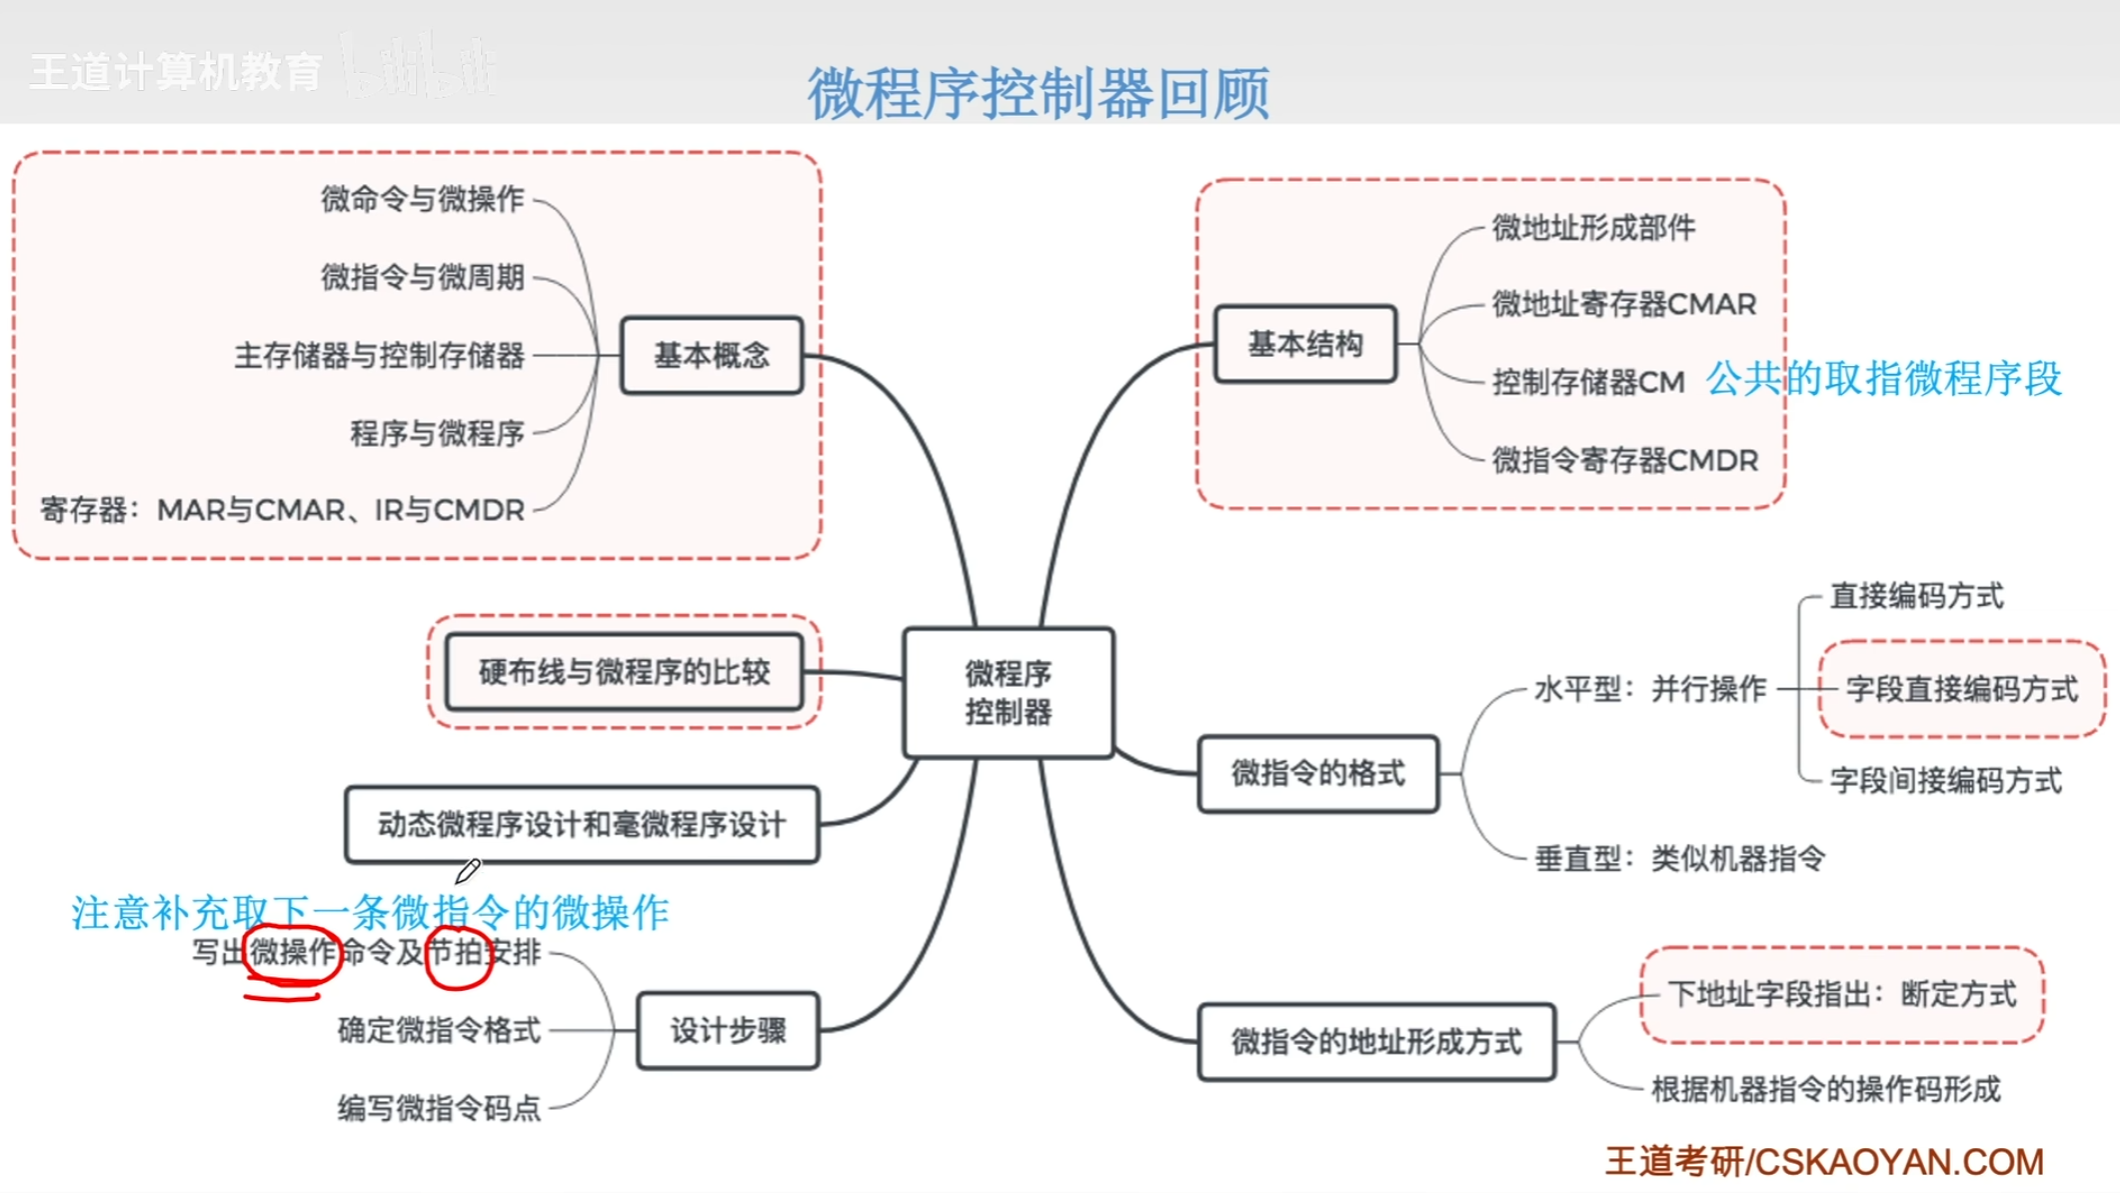 王道计算机教育 bilibili
微程序控制器回顾
微命令与微操作
微指令与微周期
主存储器与控制存储器
程序与微程序
寄存器：MAR与CMAR、IR与CMDR
基本概念
基本结构
微地址形成部件
微地址寄存器CMAR
控制存储器CM 公共的取指微程序段
微指令寄存器CMDR
硬布线与微程序的比较
微程序
控制器
动态微程序设计和毫微程序设计
注意补充取下一条微指令的微操作
写出微操作命令及节拍安排
确定微指令格式
编写微指令码点
设计步骤
微指令的格式
水平型：并行操作
直接编码方式
字段直接编码方式
字段间接编码方式
垂直型：类似机器指令
微指令的地址形成方式
下地址字段指出：断定方式
根据机器指令的操作码形成
王道考研/CSKAOYAN.COM